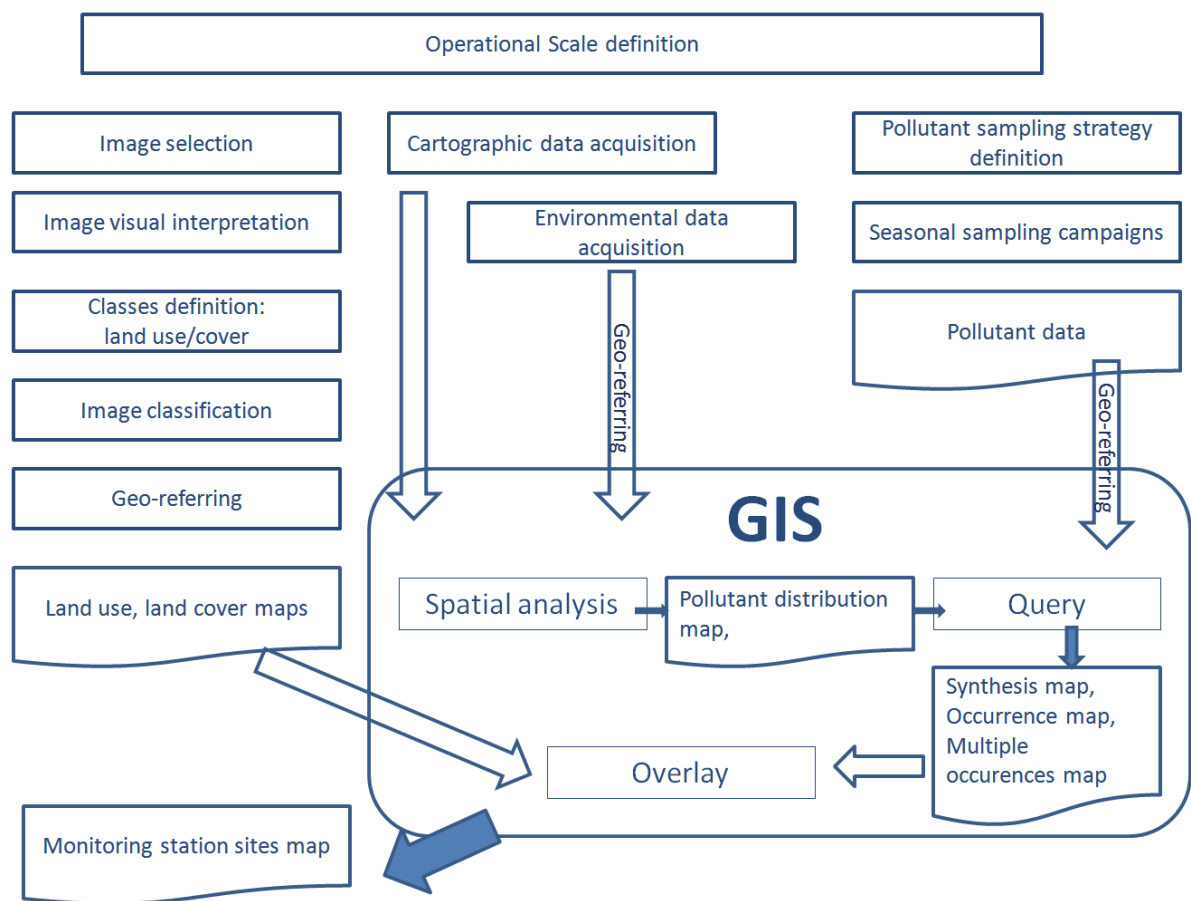 Operational Scale definition
Image selection
Image visual interpretation
Classes definition:
land use/cover
Image classification
Geo-referring
Land use, land cover maps
Cartographic data acquisition
Environmental data
acquisition
Geo-referring
Pollutant sampling strategy
definition
Seasonal sampling campaigns
Pollutant data
Geo-referring
GIS
Spatial analysis
Pollutant distribution
map,
Query
Synthesis map,
Occurrence map,
Multiple
occurences map
Overlay
Monitoring station sites map